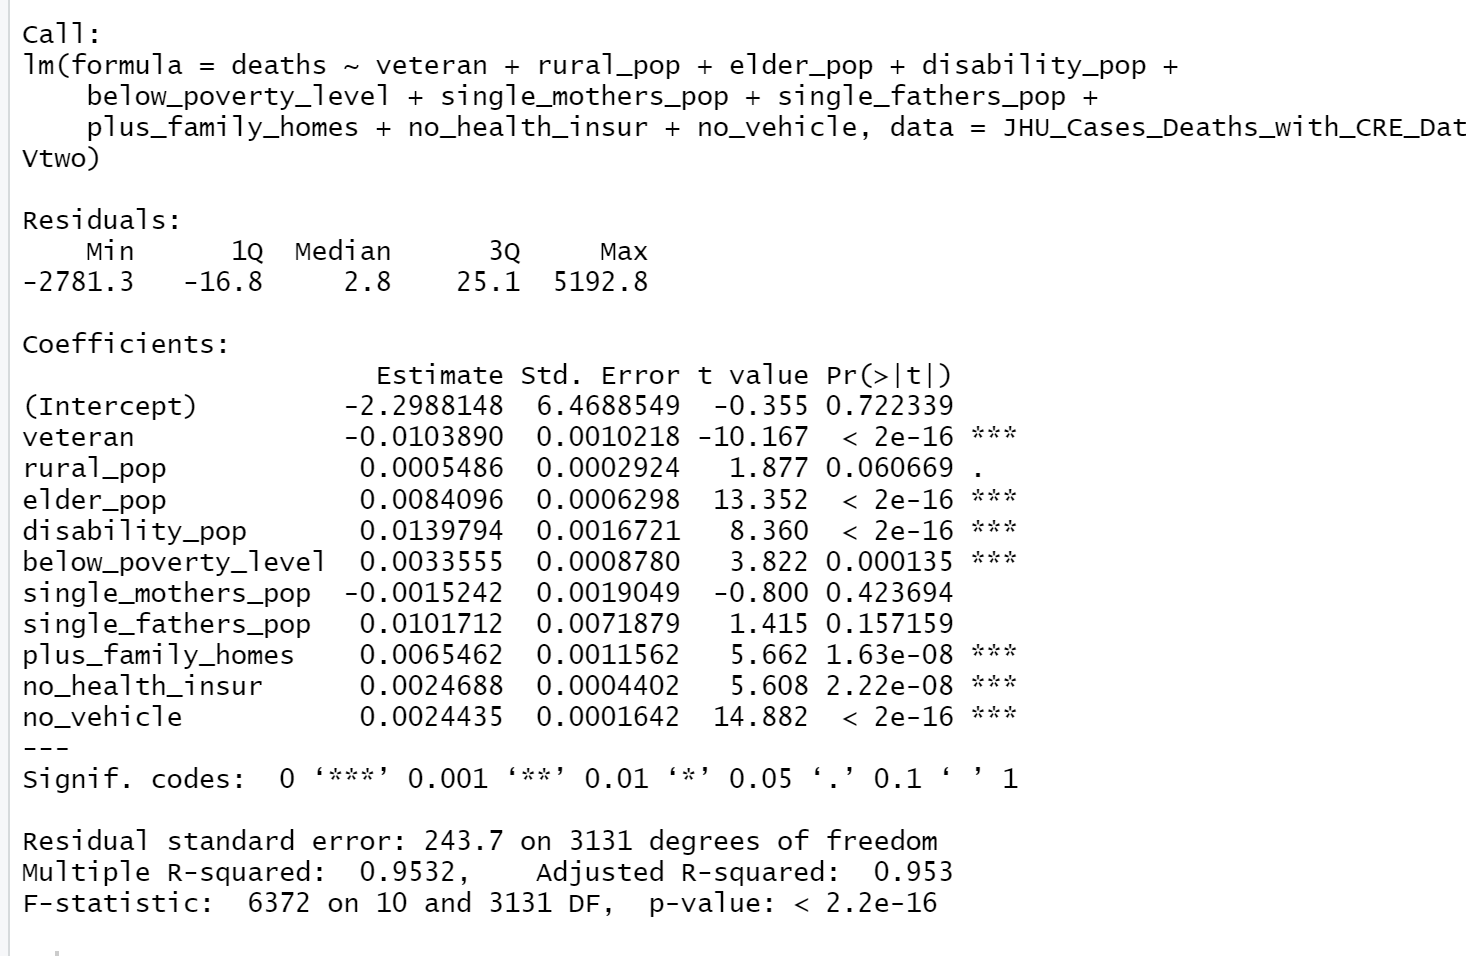 Call:
lm(formula = deaths ~ veteran + rural_pop + elder_pop + disability_pop +
    below_poverty_level + single_mothers_pop + single_fathers_pop +
    plus_family_homes + no_health_insur + no_vehicle, data = JHU_Cases_Deaths_with_CRE_Dat
Vtwo)
Residuals:
    Min      1Q  Median      3Q     Max
-2781.3   -16.8     2.8    25.1  5192.8
Coefficients:
                      Estimate Std. Error t value Pr(>|t|)
(Intercept)         -2.2988148  6.4688549  -0.355 0.722339
veteran             -0.0103890  0.0010218 -10.167  < 2e-16 ***
rural_pop            0.0005486  0.0002924   1.877 0.060669 .
elder_pop            0.0084096  0.0006298  13.352  < 2e-16 ***
disability_pop       0.0139794  0.0016721   8.360  < 2e-16 ***
below_poverty_level  0.0033555  0.0008780   3.822 0.000135 ***
single_mothers_pop  -0.0015242  0.0019049  -0.800 0.423694
single_fathers_pop   0.0101712  0.0071879   1.415 0.157159
plus_family_homes    0.0065462  0.0011562   5.662 1.63e-08 ***
no_health_insur      0.0024688  0.0004402   5.608 2.22e-08 ***
no_vehicle           0.0024435  0.0001642  14.882  < 2e-16 ***
---
Signif. codes:  0 ‘***’ 0.001 ‘**’ 0.01 ‘*’ 0.05 ‘.’ 0.1 ‘ ’ 1
Residual standard error: 243.7 on 3131 degrees of freedom
Multiple R-squared:  0.9532,    Adjusted R-squared:  0.953
F-statistic:  6372 on 10 and 3131 DF,  p-value: < 2.2e-16